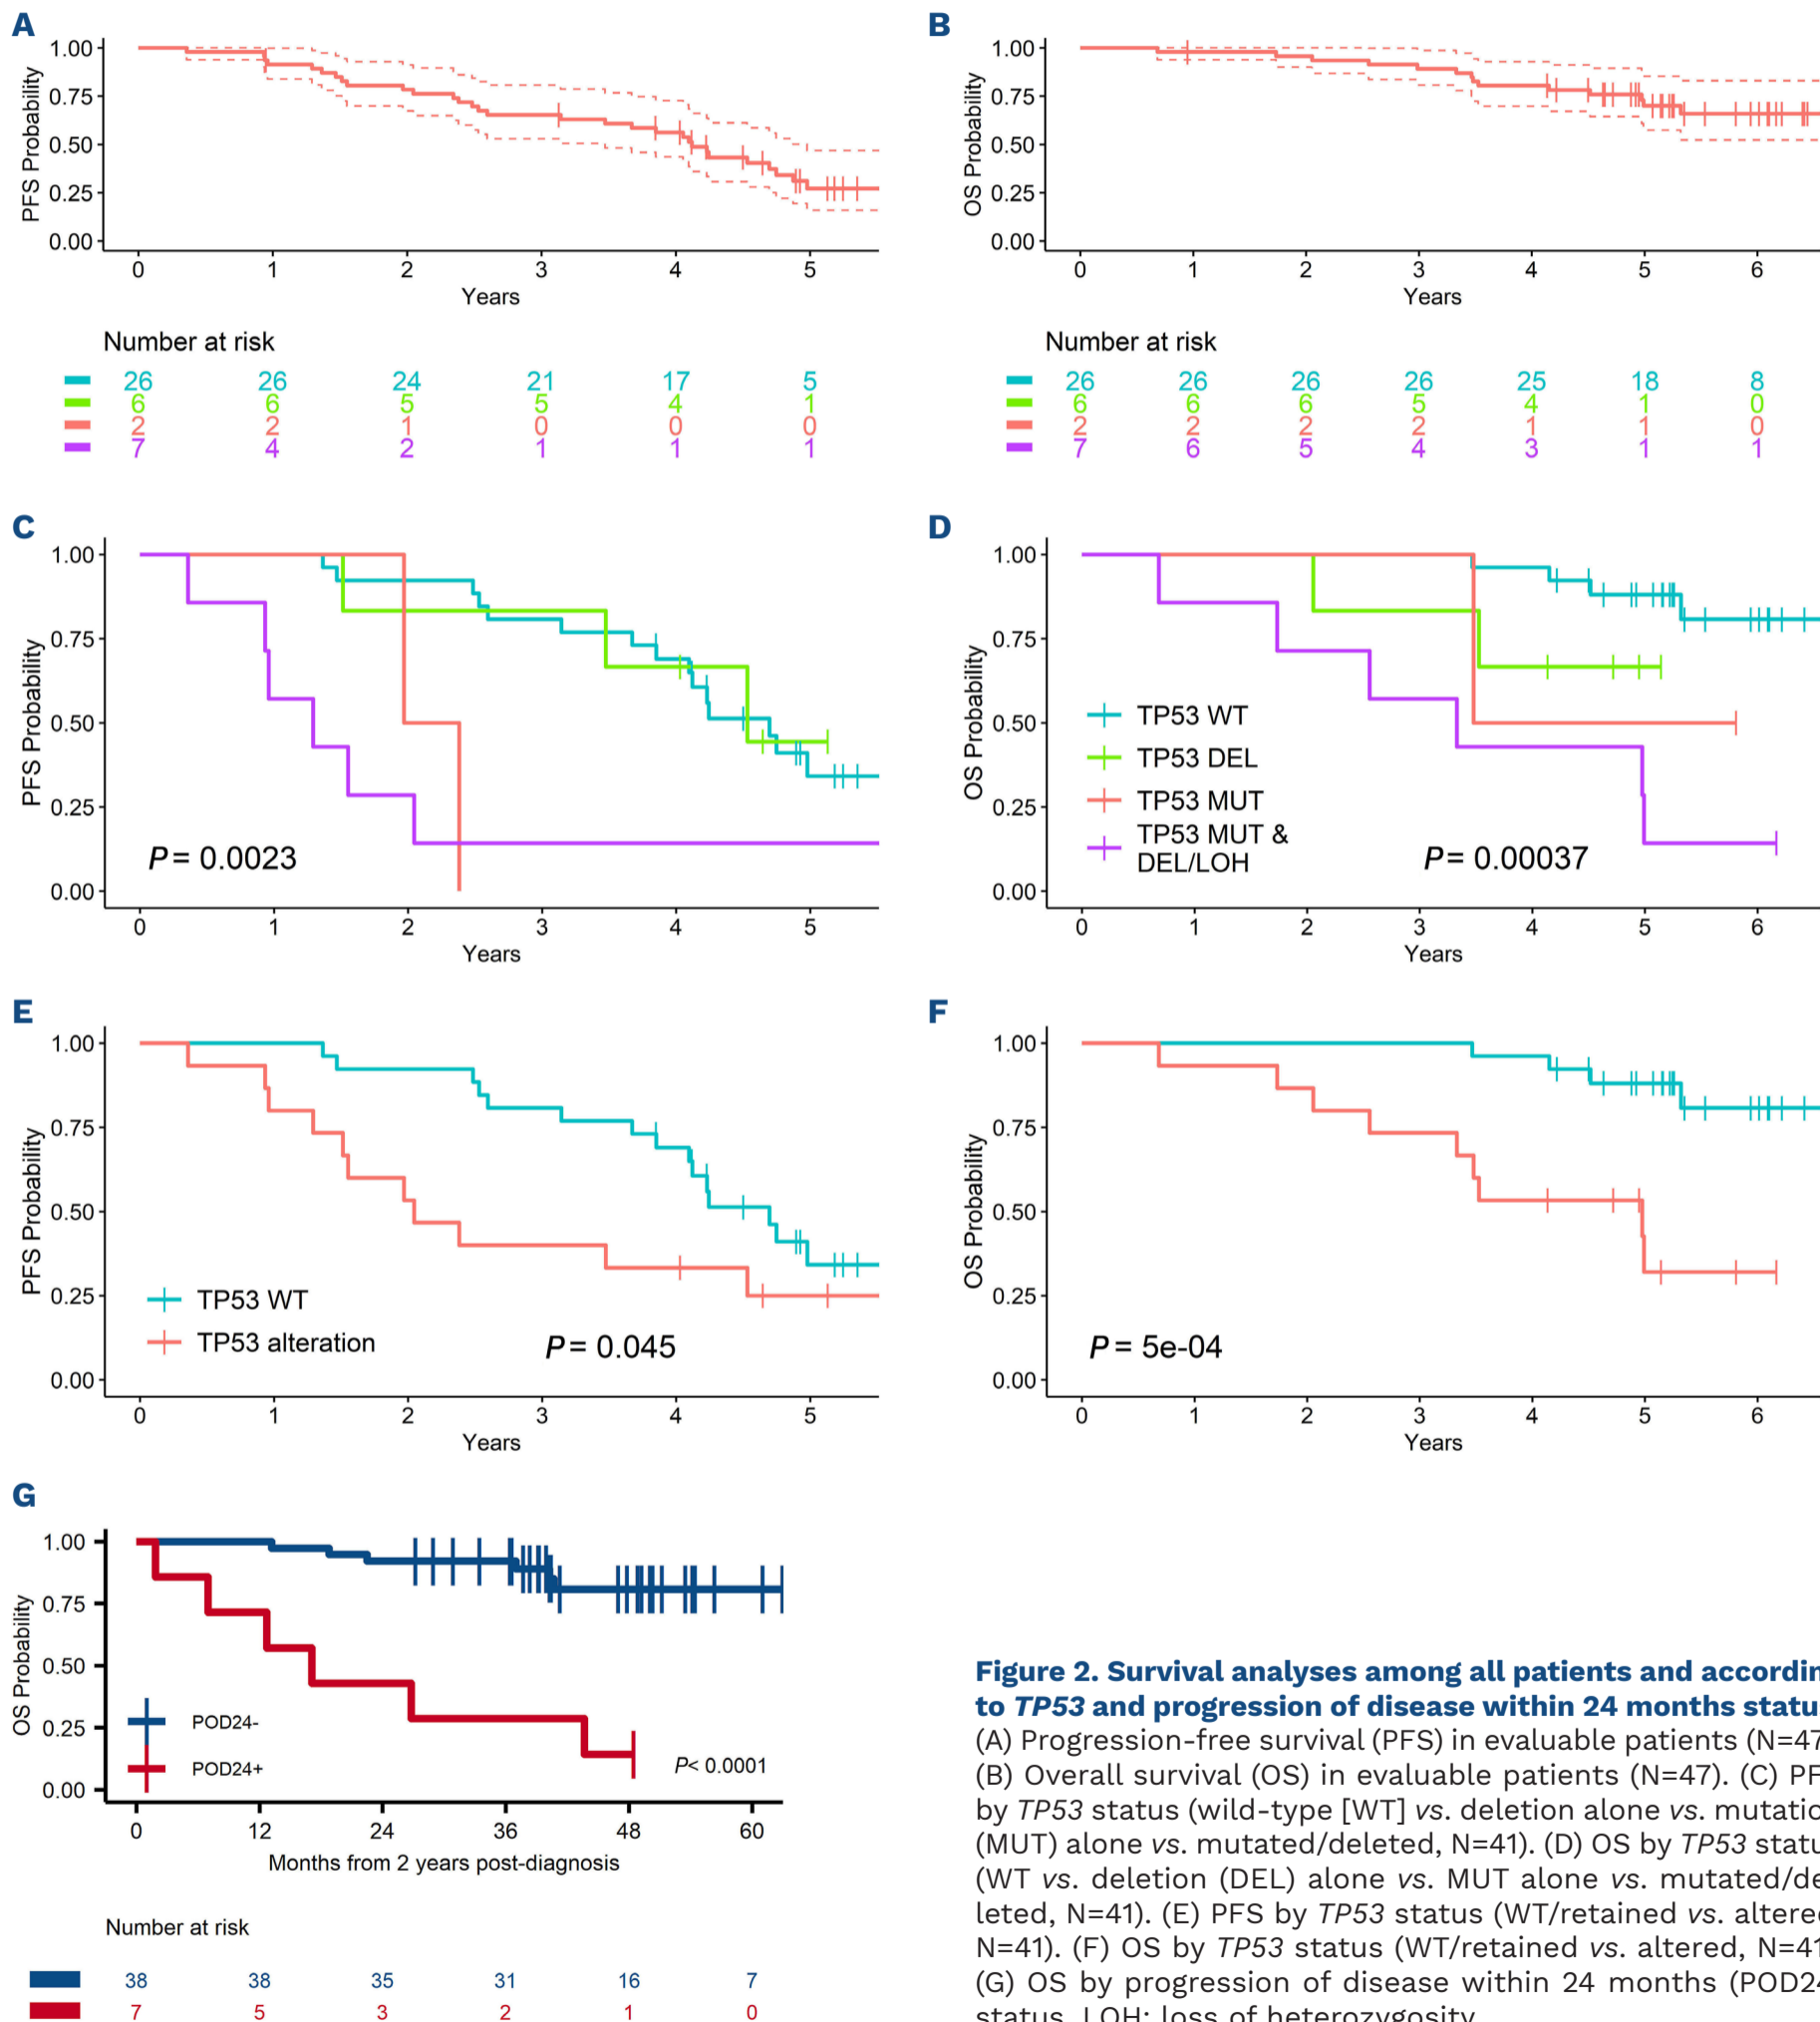 A
PFS Probability
1.00
0.75
0.50
0.25
0.00
0 1 2 3 4 5
Years
Number at risk
26 26 24 21 17 5
6 6 5 5 4 1
2 2 1 0 0 0
7 4 2 1 1 1
B
OS Probability
1.00
0.75
0.50
0.25
0.00
0 1 2 3 4 5 6
Years
Number at risk
26 26 26 26 25 18 8
6 6 6 5 4 1 0
2 2 2 2 1 1 0
7 6 5 4 3 1 1
C
PFS Probability
1.00
0.75
0.50
0.25
0.00
P = 0.0023
0 1 2 3 4 5
Years
D
OS Probability
1.00
0.75
0.50
0.25
0.00
TP53 WT
TP53 DEL
TP53 MUT
TP53 MUT &
DEL/LOH
P = 0.00037
0 1 2 3 4 5 6
Years
E
PFS Probability
1.00
0.75
0.50
0.25
0.00
TP53 WT
TP53 alteration
P = 0.045
0 1 2 3 4 5
Years
F
OS Probability
1.00
0.75
0.50
0.25
0.00
P = 5e-04
0 1 2 3 4 5 6
Years
G
OS Probability
1.00
0.75
0.50
0.25
0.00
POD24-
POD24+
P< 0.0001
0 12 24 36 48 60
Months from 2 years post-diagnosis
Number at risk
38 38 35 31 16 7
7 5 3 2 1 0
Figure 2. Survival analyses among all patients and accordin
to TP53 and progression of disease within 24 months statu
(A) Progression-free survival (PFS) in evaluable patients (N=47
(B) Overall survival (OS) in evaluable patients (N=47). (C) PF
by TP53 status (wild-type [WT] vs. deletion alone vs. mutatio
(MUT) alone vs. mutated/deleted, N=41). (D) OS by TP53 statu
(WT vs. deletion (DEL) alone vs. MUT alone vs. mutated/de
leted, N=41). (E) PFS by TP53 status (WT/retained vs. altere
N=41). (F) OS by TP53 status (WT/retained vs. altered, N=41
(G) OS by progression of disease within 24 months (POD24
status. LOH: loss of heterozygosity.